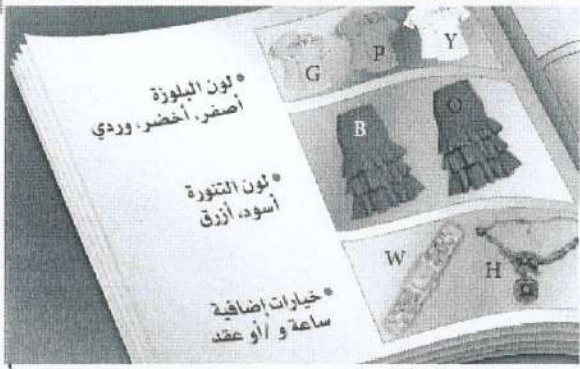 • لون البلوزة
أصفر، أخضر، وردي
G P Y
• لون التنورة
أسود، أزرق
B O
• خيارات إضافية
ساعة و / أو عقد
W H